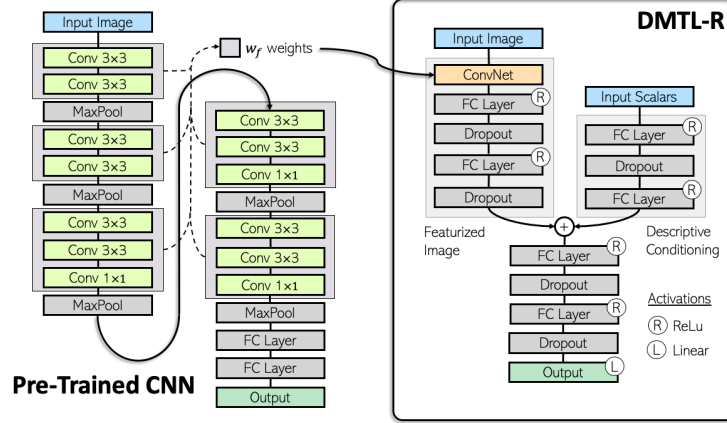 Input Image
Conv 3×3
Conv 3×3
MaxPool
Conv 3×3
Conv 3×3
MaxPool
Conv 3×3
Conv 3×3
Conv 1×1
MaxPool
Pre-Trained CNN
w_f weights
Conv 3×3
Conv 3×3
Conv 1×1
MaxPool
Conv 3×3
Conv 3×3
Conv 1×1
MaxPool
FC Layer
FC Layer
Output
DMTL-R
Input Image
ConvNet
FC Layer
R
Dropout
FC Layer
R
Dropout
Featurized
Image
Input Scalars
FC Layer
R
Dropout
FC Layer
R
Descriptive
Conditioning
+
FC Layer
R
Dropout
FC Layer
R
Dropout
Output
L
Activations
R ReLu
L Linear